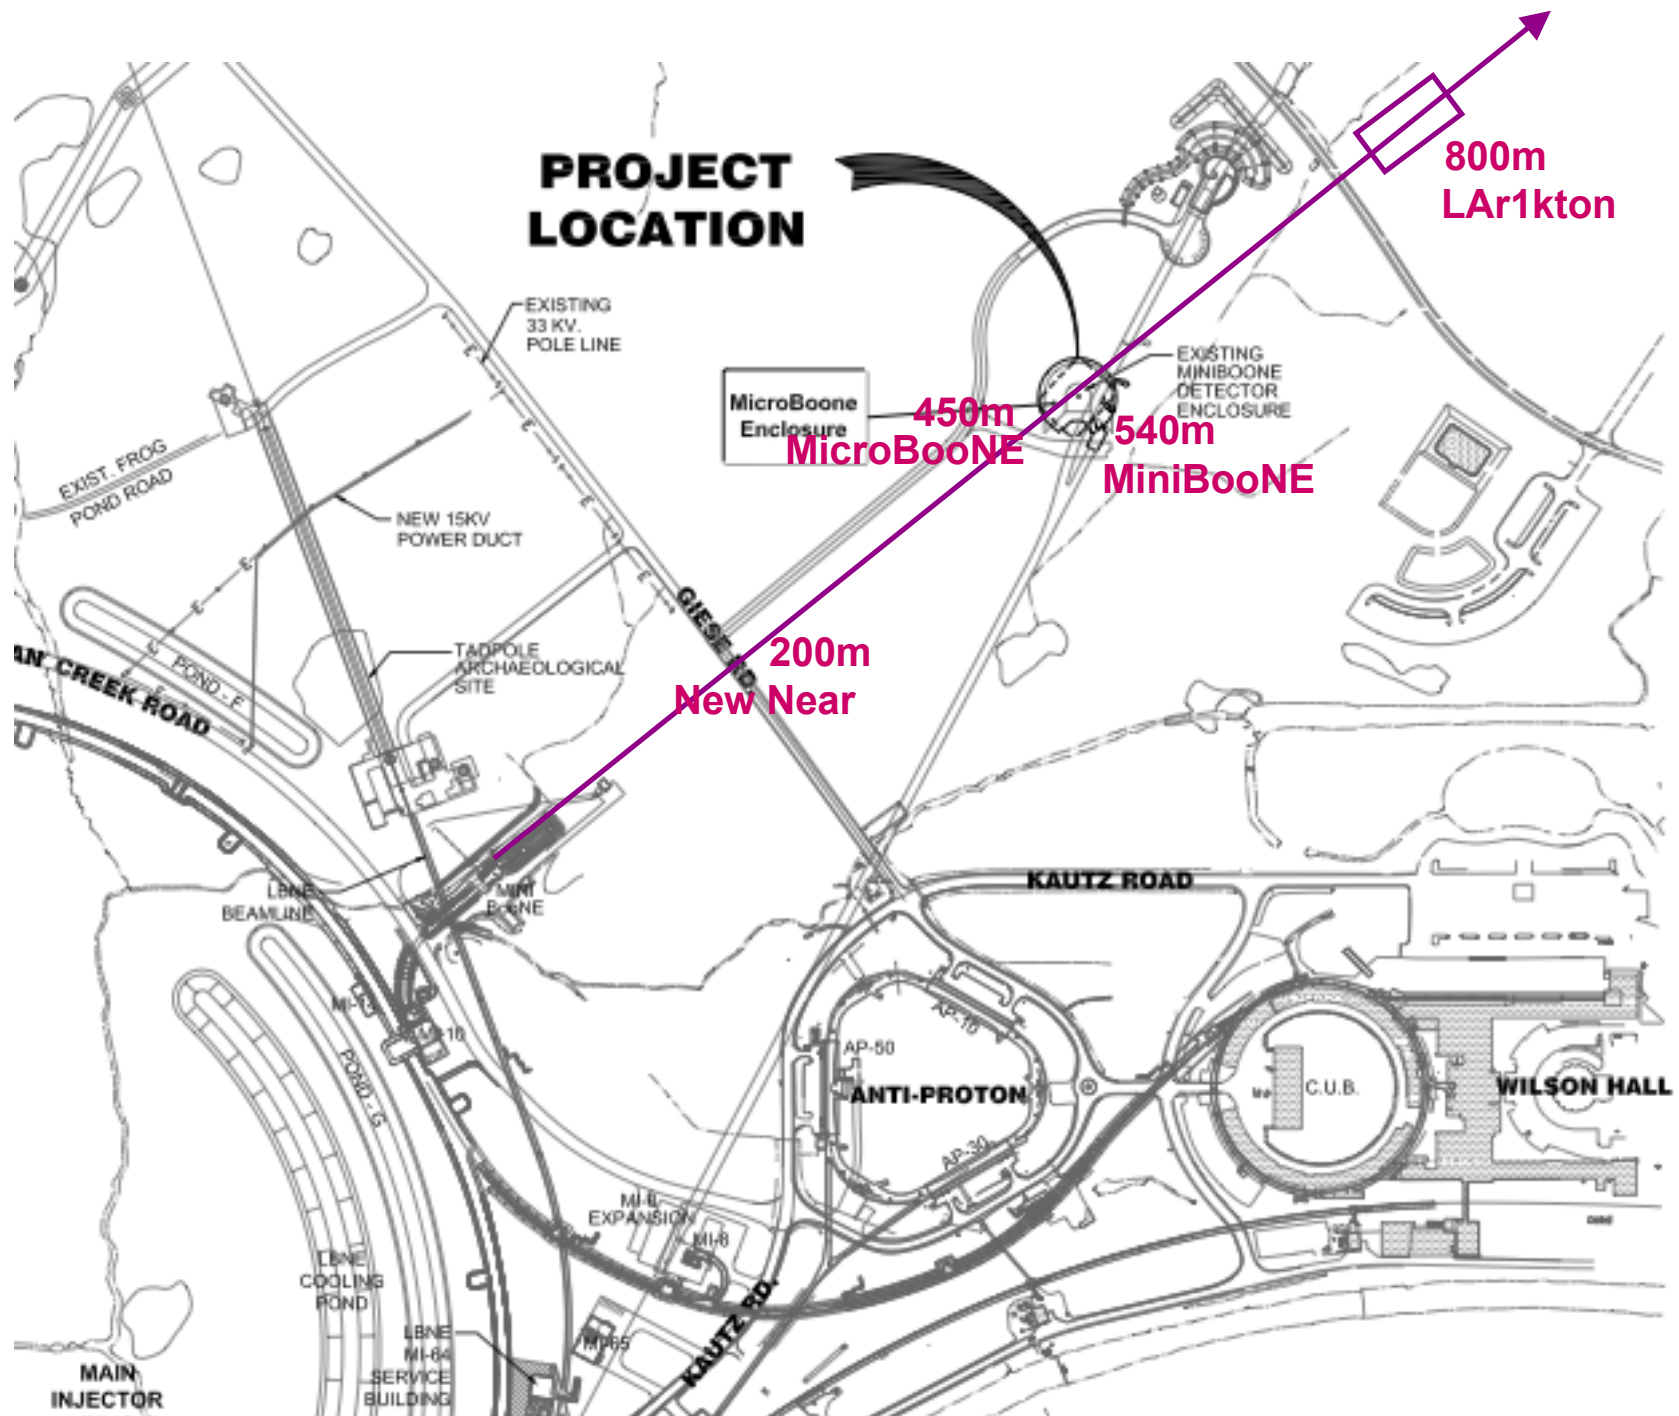 PROJECT
LOCATION
800m
LAr1kton
EXISTING
33 KV.
POLE LINE
EXISTING
MINIBOONE
DETECTOR
ENCLOSURE
MicroBoone
Enclosure
450m
MicroBooNE
540m
MiniBooNE
EXIST. FROG
POND ROAD
NEW 15KV
POWER DUCT
GIESE RD.
200m
New Near
TADPOLE
ARCHAEOLOGICAL
SITE
POND - F
AN CREEK ROAD
LBNE
BEAMLINE
MINI
BooNE
KAUTZ ROAD
MI-10
AP-10
AP-50
ANTI-PROTON
AP-30
C.U.B.
WILSON HALL
POND - G
MI-8
EXPANSION
MI-8
LBNE
COOLING
POND
KAUTZ RD.
LBNE
MI-64
SERVICE
BUILDING
MI-65
MAIN
INJECTOR